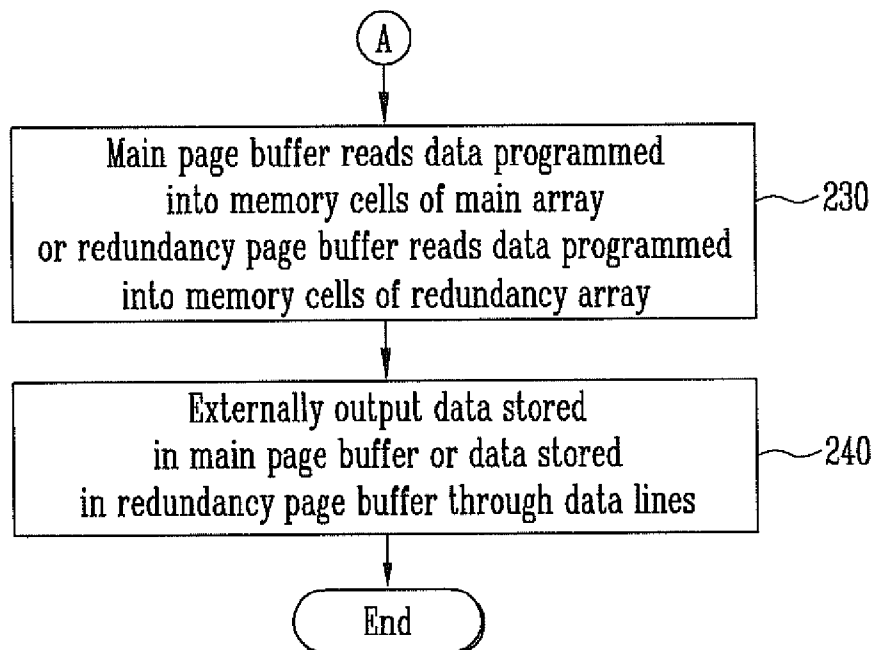 A
Main page buffer reads data programmed
into memory cells of main array
or redundancy page buffer reads data programmed
into memory cells of redundancy array
230
Externally output data stored
in main page buffer or data stored
in redundancy page buffer through data lines
240
End